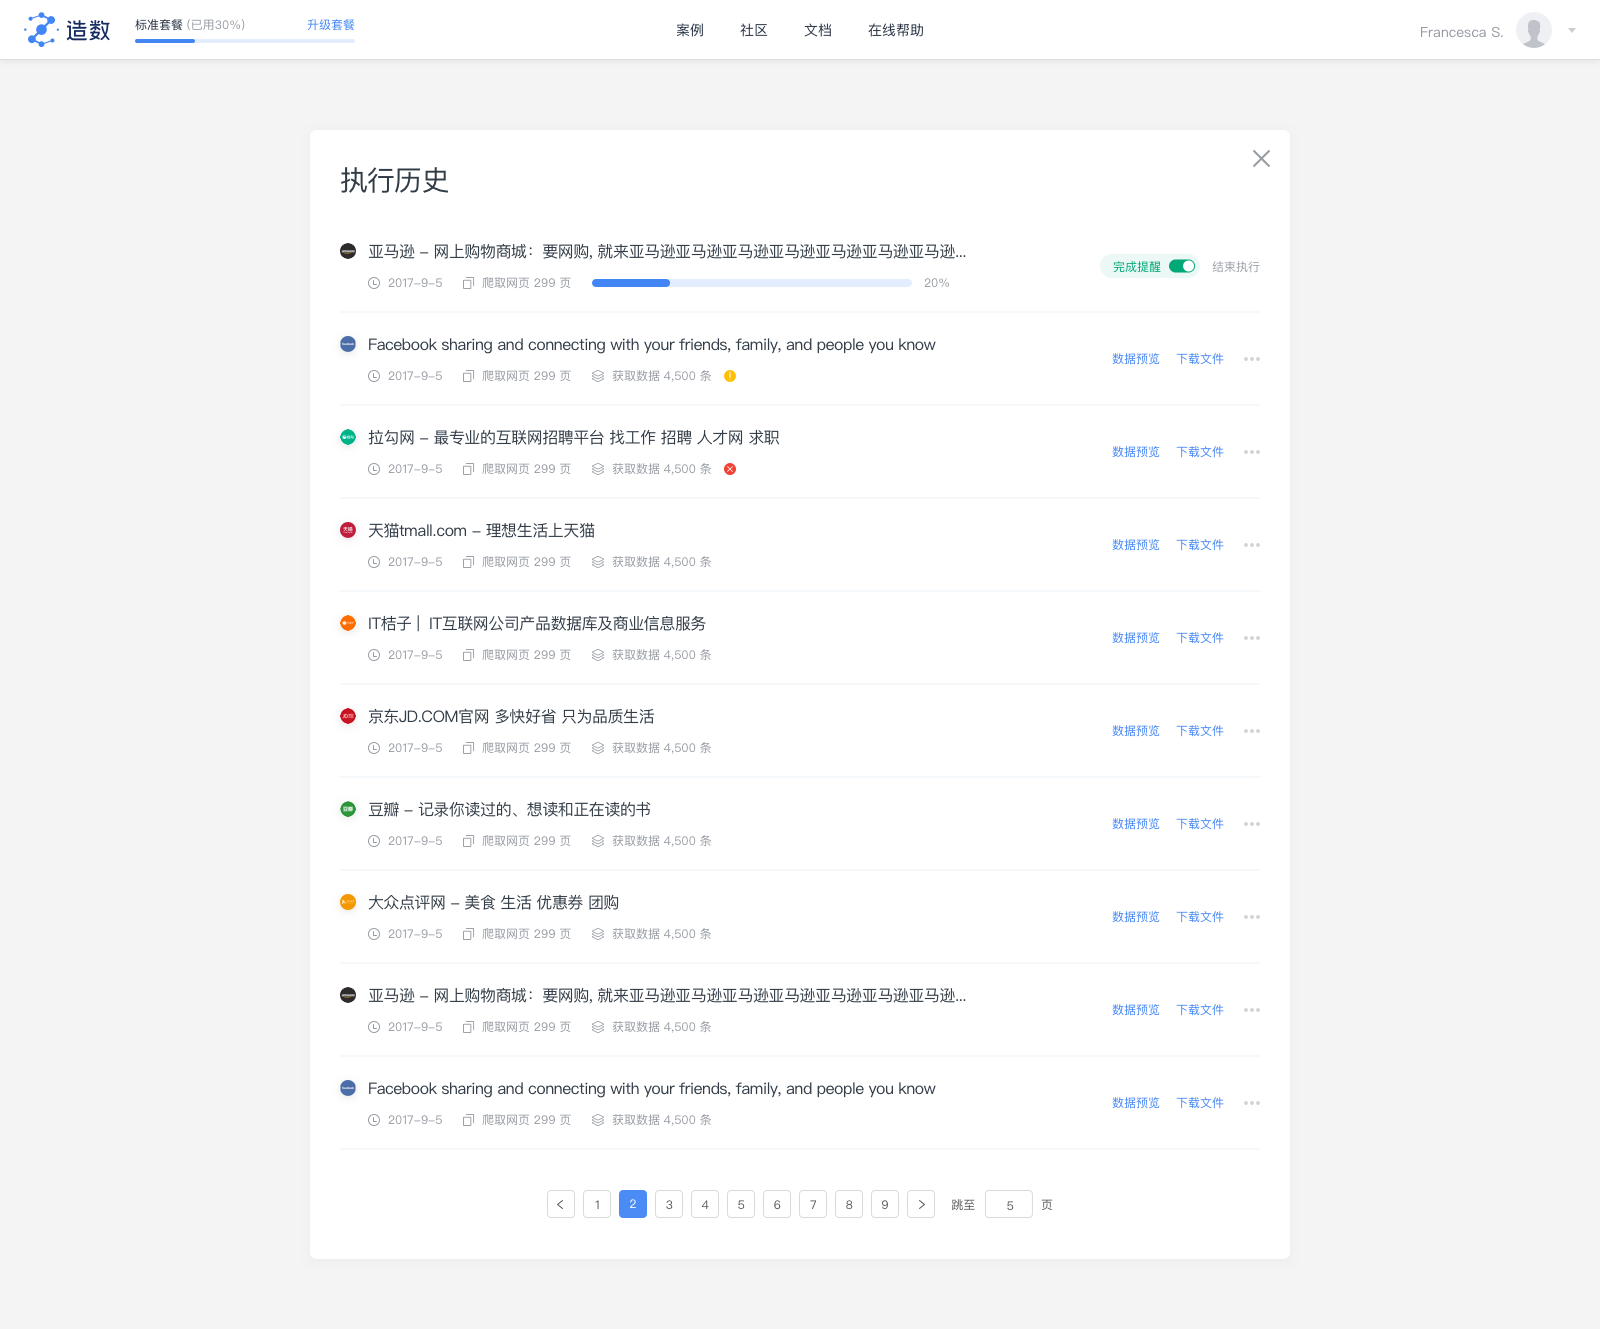 造数
标准套餐 (已用30%) 升级套餐
案例 社区 文档 在线帮助
Francesca S.
执行历史
亚马逊 – 网上购物商城：要网购, 就来亚马逊亚马逊亚马逊亚马逊亚马逊亚马逊亚马逊亚马逊...
2017-9-5 爬取网页 299 页 20%
完成提醒 结束执行
Facebook sharing and connecting with your friends, family, and people you know
2017-9-5 爬取网页 299 页 获取数据 4,500 条
数据预览 下载文件
拉勾网 – 最专业的互联网招聘平台 找工作 招聘 人才网 求职
2017-9-5 爬取网页 299 页 获取数据 4,500 条
数据预览 下载文件
天猫tmall.com – 理想生活上天猫
2017-9-5 爬取网页 299 页 获取数据 4,500 条
数据预览 下载文件
IT桔子 | IT互联网公司产品数据库及商业信息服务
2017-9-5 爬取网页 299 页 获取数据 4,500 条
数据预览 下载文件
京东JD.COM官网 多快好省 只为品质生活
2017-9-5 爬取网页 299 页 获取数据 4,500 条
数据预览 下载文件
豆瓣 – 记录你读过的、想读和正在读的书
2017-9-5 爬取网页 299 页 获取数据 4,500 条
数据预览 下载文件
大众点评网 – 美食 生活 优惠券 团购
2017-9-5 爬取网页 299 页 获取数据 4,500 条
数据预览 下载文件
亚马逊 – 网上购物商城：要网购, 就来亚马逊亚马逊亚马逊亚马逊亚马逊亚马逊亚马逊亚马逊...
2017-9-5 爬取网页 299 页 获取数据 4,500 条
数据预览 下载文件
Facebook sharing and connecting with your friends, family, and people you know
2017-9-5 爬取网页 299 页 获取数据 4,500 条
数据预览 下载文件
1 2 3 4 5 6 7 8 9 跳至 5 页